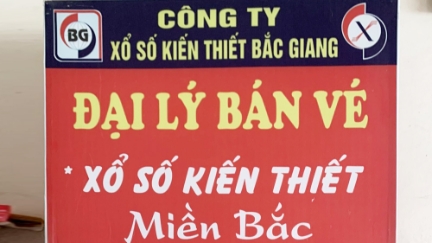 BG
CÔNG TY
XỔ SỐ KIẾN THIẾT BẮC GIANG
ĐẠI LÝ BÁN VÉ
* XỔ SỐ KIẾN THIẾT
Miền Bắc